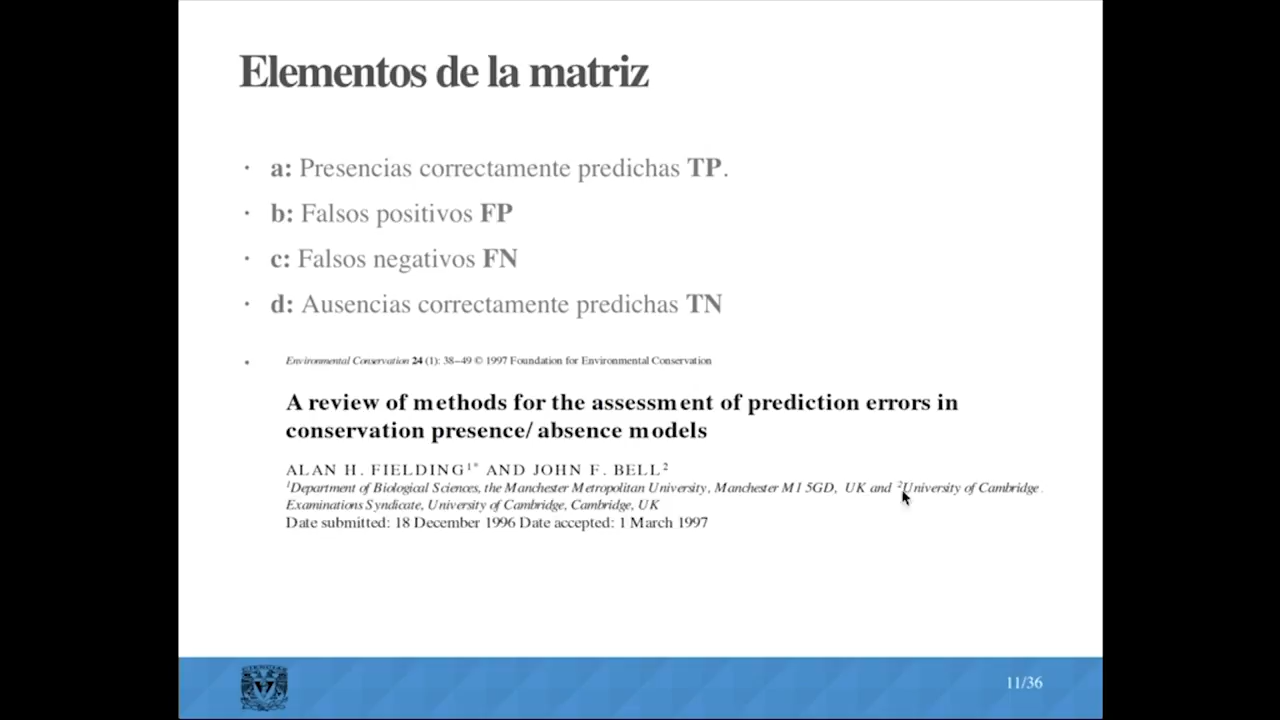 Elementos de la matriz
· a: Presencias correctamente predichas TP.
· b: Falsos positivos FP
· c: Falsos negativos FN
· d: Ausencias correctamente predichas TN
· Environmental Conservation 24 (1): 38–49 © 1997 Foundation for Environmental Conservation
A review of methods for the assessment of prediction errors in
conservation presence/absence models
ALAN H. FIELDING1* AND JOHN F. BELL2
1Department of Biological Sciences, the Manchester Metropolitan University, Manchester M1 5GD, UK and 2University of Cambridge
Examinations Syndicate, University of Cambridge, Cambridge, UK
Date submitted: 18 December 1996 Date accepted: 1 March 1997
11/36